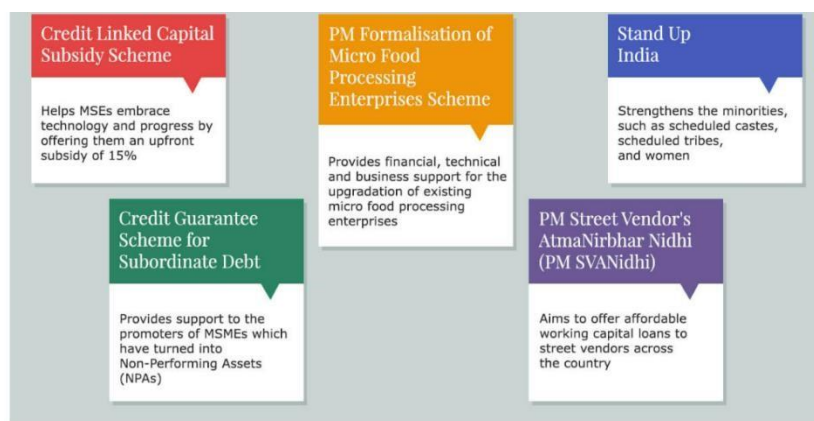 Credit Linked Capital
Subsidy Scheme
Helps MSEs embrace
technology and progress by
offering them an upfront
subsidy of 15%
PM Formalisation of
Micro Food
Processing
Enterprises Scheme
Provides financial, technical
and business support for the
upgradation of existing
micro food processing
enterprises
Stand Up
India
Strengthens the minorities,
such as scheduled castes,
scheduled tribes,
and women
Credit Guarantee
Scheme for
Subordinate Debt
Provides support to the
promoters of MSMEs which
have turned into
Non-Performing Assets
(NPAs)
PM Street Vendor's
AtmaNirbhar Nidhi
(PM SVANidhi)
Aims to offer affordable
working capital loans to
street vendors across
the country